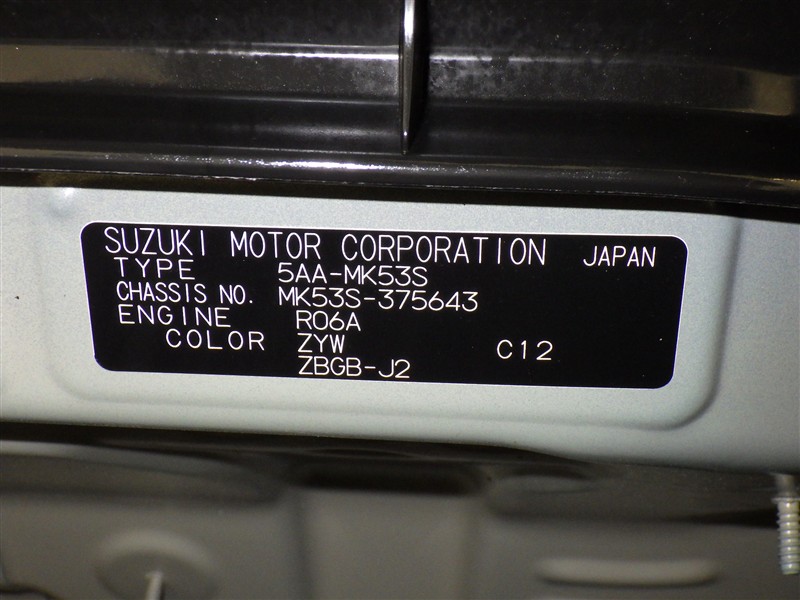 SUZUKI MOTOR CORPORATION JAPAN
TYPE 5AA-MK53S
CHASSIS NO. MK53S-375643
ENGINE R06A
COLOR ZYW C12
ZBGB-J2